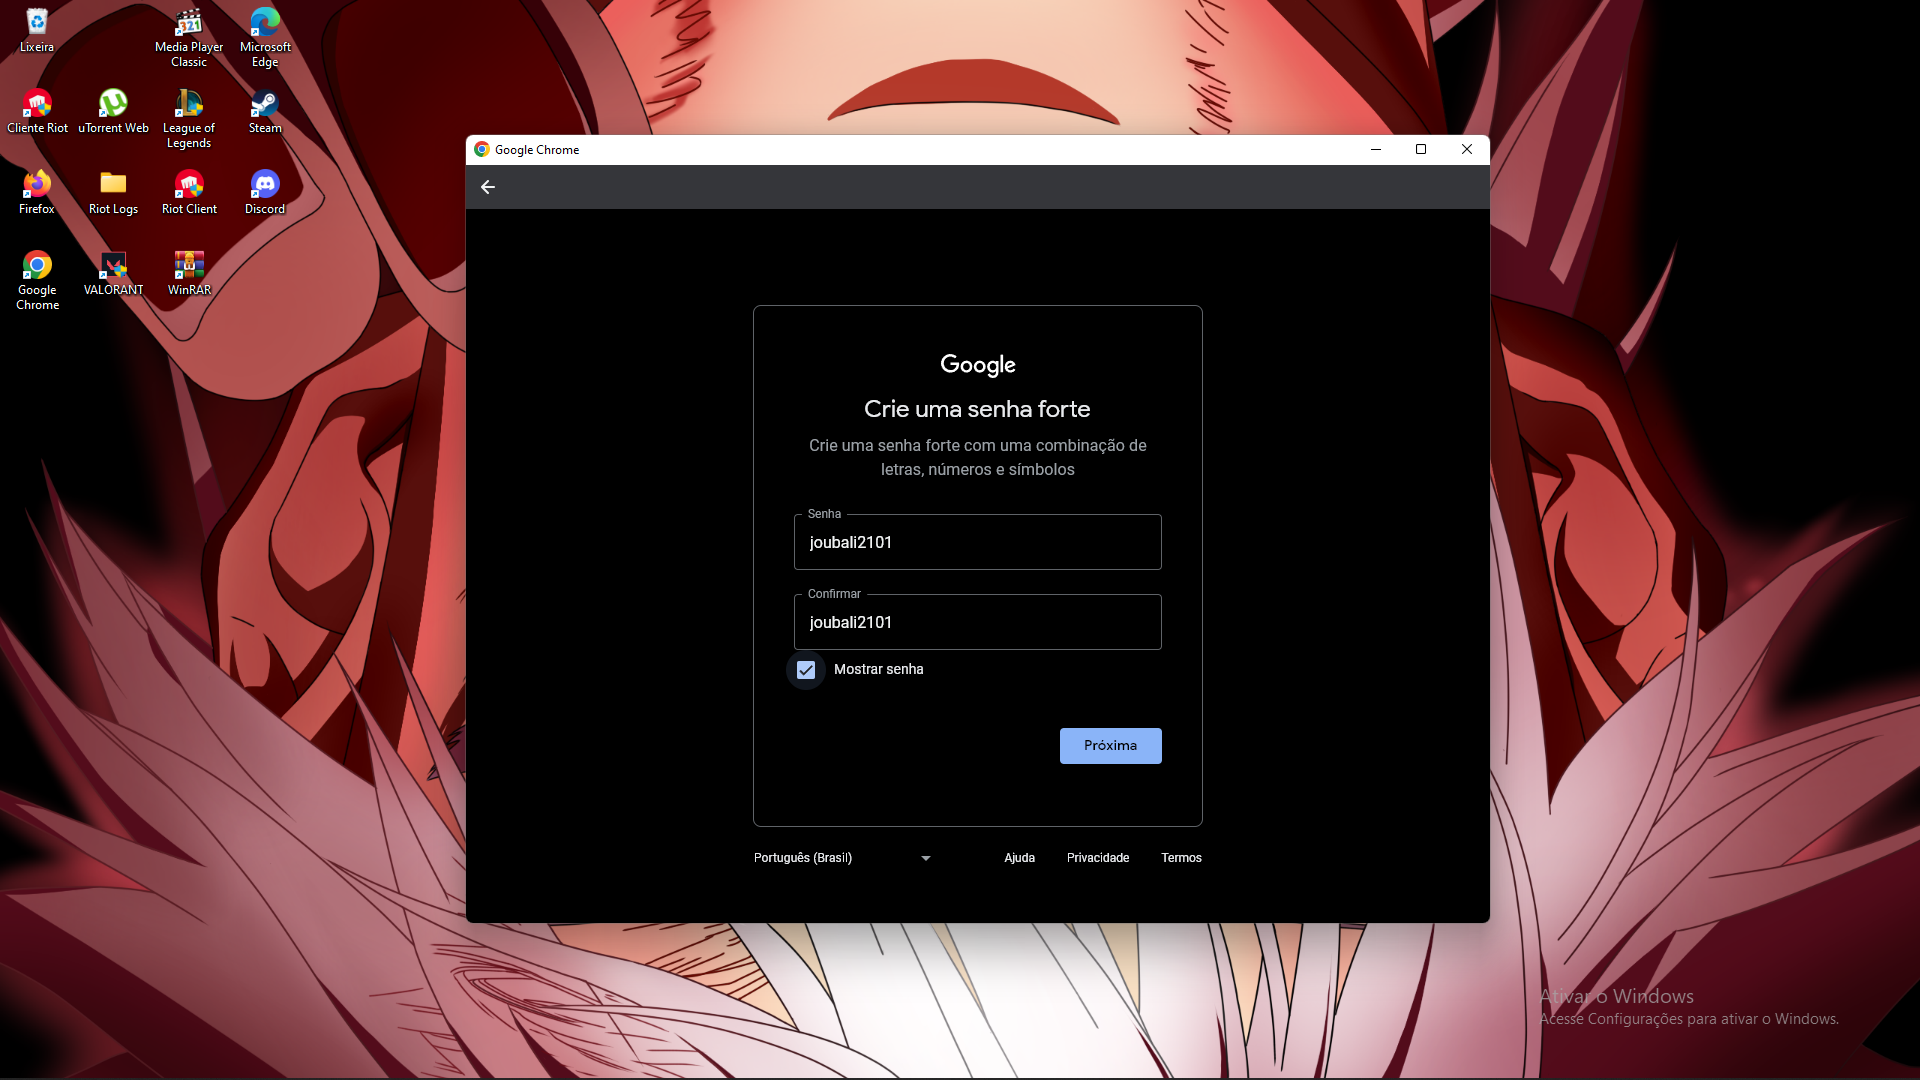 Lixeira
Media Player
Classic
Microsoft
Edge
Cliente Riot
uTorrent Web
League of
Legends
Steam
Firefox
Riot Logs
Riot Client
Discord
Google
Chrome
VALORANT
WinRAR
Google Chrome
Google
Crie uma senha forte
Crie uma senha forte com uma combinação de
letras, números e símbolos
Senha
joubali2101
Confirmar
joubali2101
Mostrar senha
Próxima
Português (Brasil)
Ajuda
Privacidade
Termos
Ativar o Windows
Acesse Configurações para ativar o Windows.